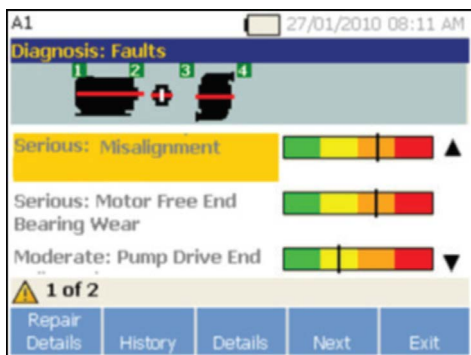 A1
27/01/2010 08:11 AM
Diagnosis: Faults
1 2 3 4
Serious: Misalignment
Serious: Motor Free End
Bearing Wear
Moderate: Pump Drive End
1 of 2
Repair
Details
History
Details
Next
Exit